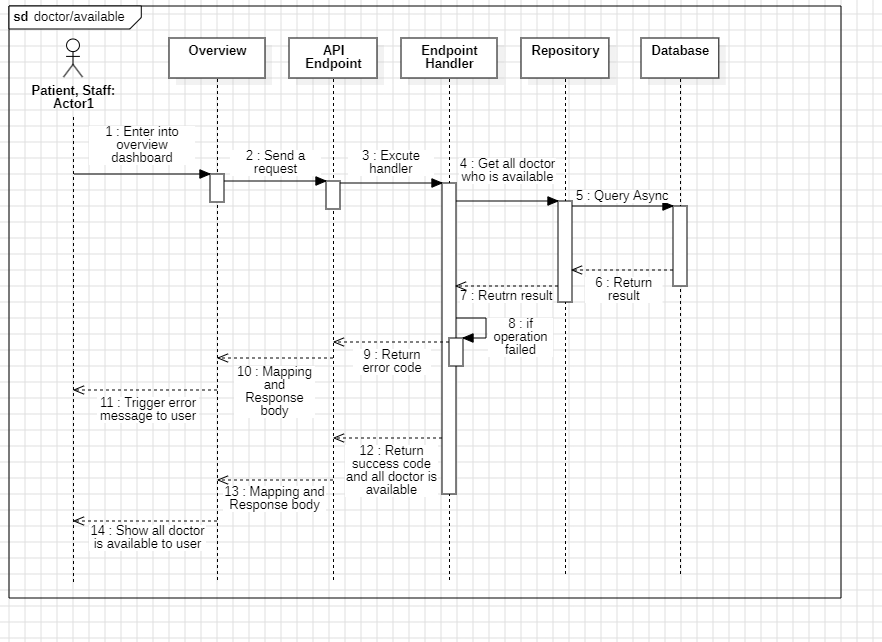 sd doctor/available
Patient, Staff:
Actor1
Overview
API
Endpoint
Endpoint
Handler
Repository
Database
1 : Enter into
overview
dashboard
2 : Send a
request
3 : Excute
handler
4 : Get all doctor
who is available
5 : Query Async
6 : Return
result
7 : Reutrn result
8 : if
operation
failed
9 : Return
error code
10 : Mapping
and
Response
body
11 : Trigger error
message to user
12 : Return
success code
and all doctor is
available
13 : Mapping and
Response body
14 : Show all doctor
is available to user